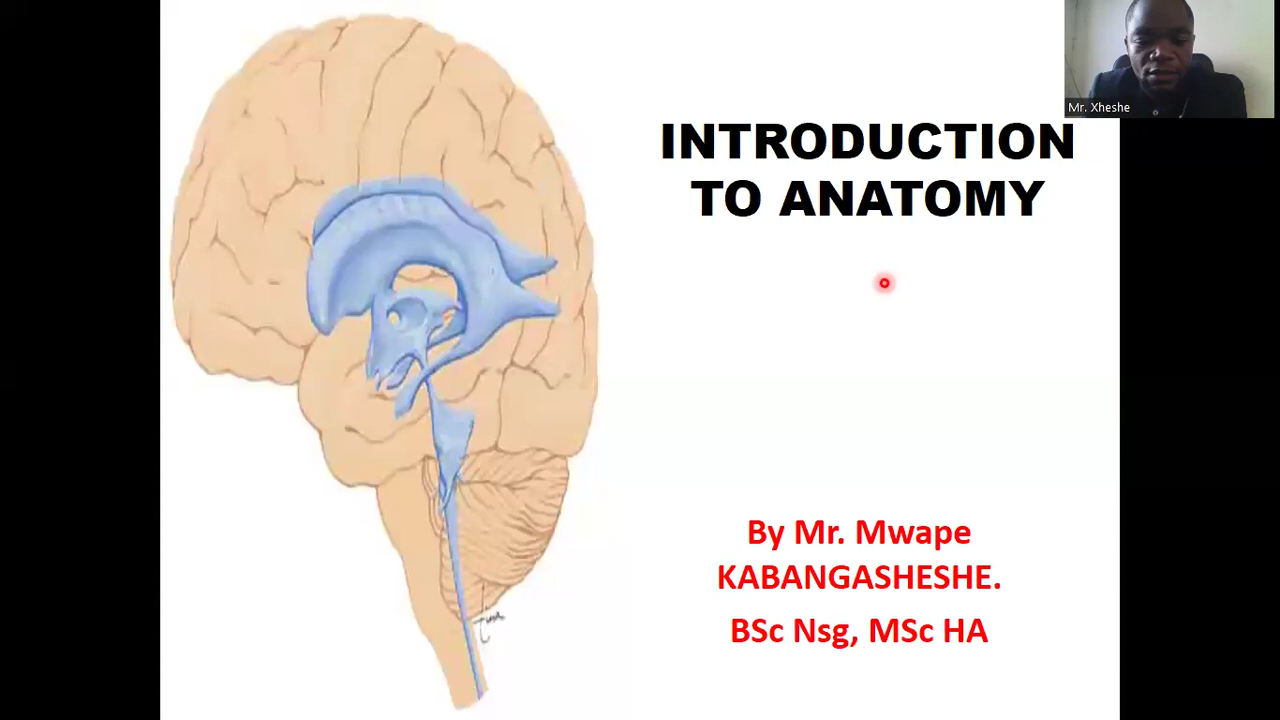 Mr. Xheshe
INTRODUCTION
TO ANATOMY
By Mr. Mwape
KABANGASHESHE.
BSc Nsg, MSc HA